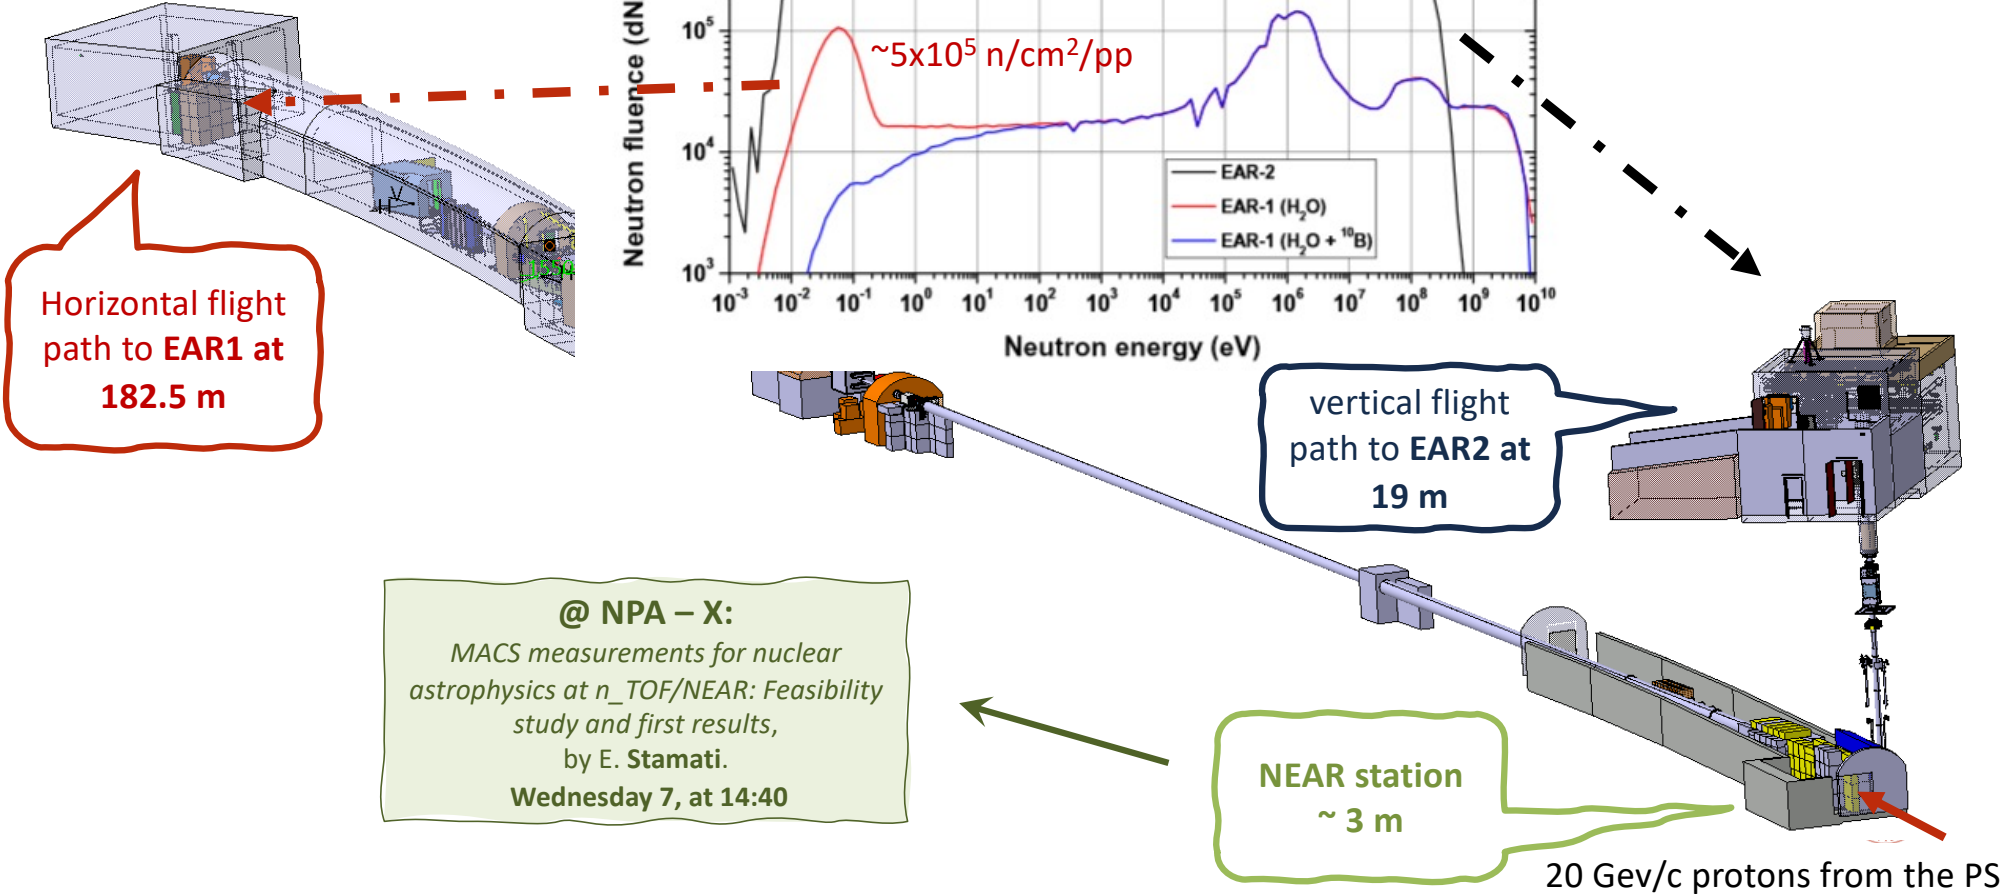 Neutron fluence (dN
10⁵
10⁴
10³
~5x10⁵ n/cm²/pp
EAR-2
EAR-1 (H₂O)
EAR-1 (H₂O + ¹⁰B)
10⁻³ 10⁻² 10⁻¹ 10⁰ 10¹ 10² 10³ 10⁴ 10⁵ 10⁶ 10⁷ 10⁸ 10⁹ 10¹⁰
Neutron energy (eV)
Horizontal flight
path to EAR1 at
182.5 m
vertical flight
path to EAR2 at
19 m
@ NPA – X:
MACS measurements for nuclear
astrophysics at n_TOF/NEAR: Feasibility
study and first results,
by E. Stamati.
Wednesday 7, at 14:40
NEAR station
~ 3 m
20 Gev/c protons from the PS